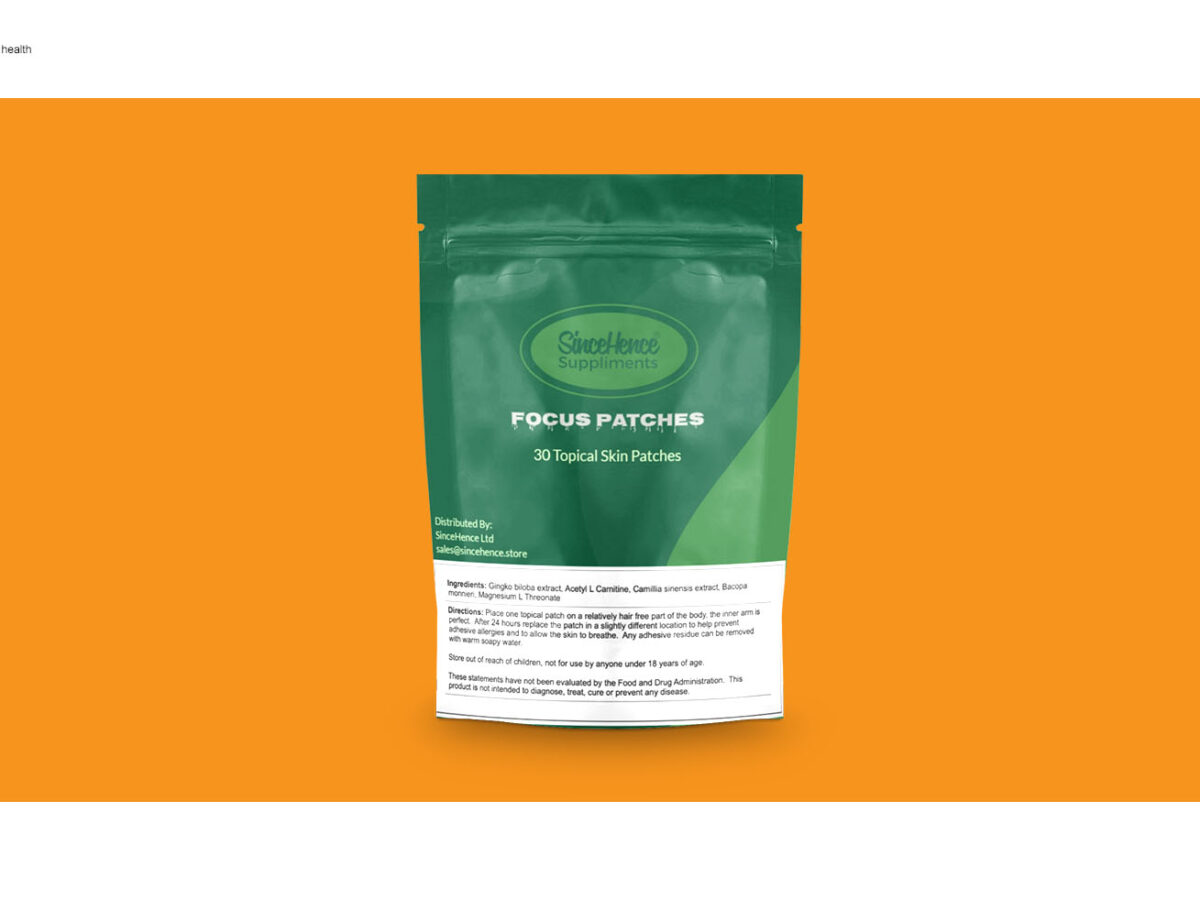 health
SinceHence®
Suppliments
FOCUS PATCHES
30 Topical Skin Patches
Distributed By:
SinceHence Ltd
sales@sincehence.store
Ingredients: Gingko biloba extract, Acetyl L Carnitine, Camillia sinensis extract, Bacopa
monnieri, Magnesium L Threonate
Directions: Place one topical patch on a relatively hair free part of the body, the inner arm is
perfect. After 24 hours replace the patch in a slightly different location to help prevent
adhesive allergies and to allow the skin to breathe. Any adhesive residue can be removed
with warm soapy water.
Store out of reach of children, not for use by anyone under 18 years of age.
These statements have not been evaluated by the Food and Drug Administration. This
product is not intended to diagnose, treat, cure or prevent any disease.